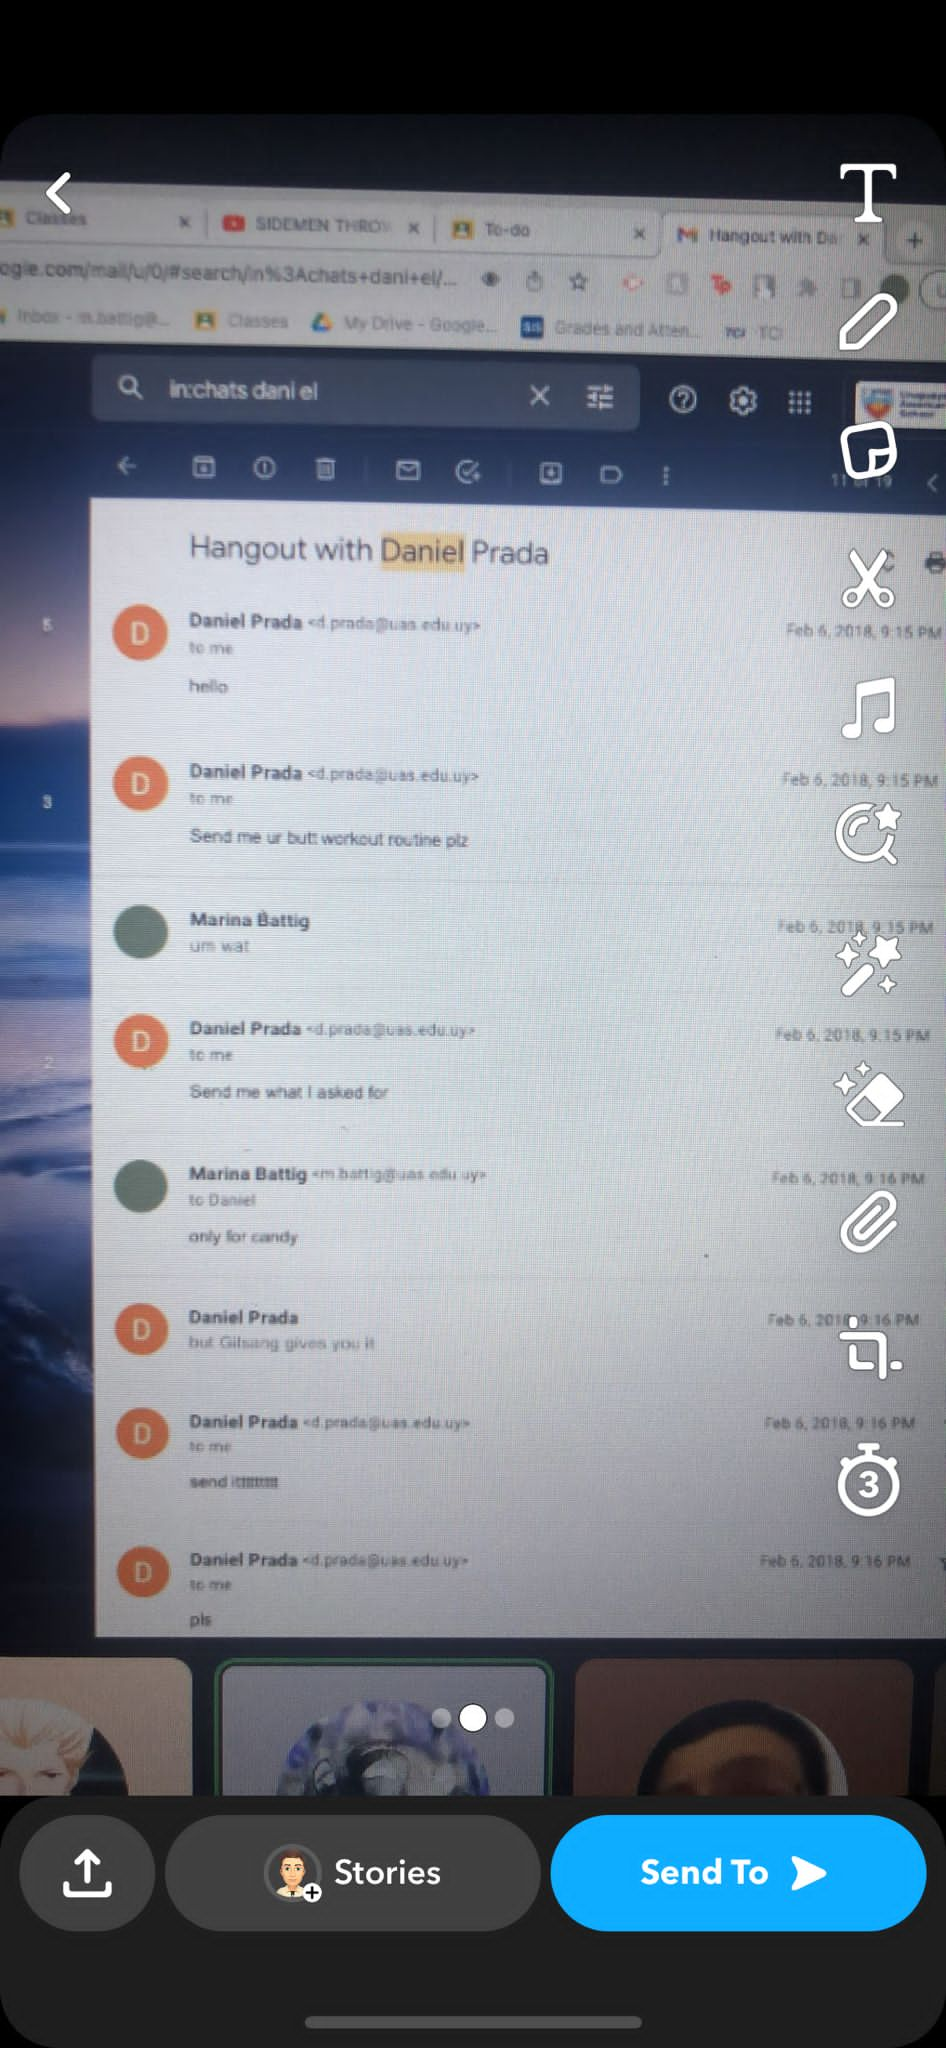 Classes
SIDEMEN THROW
To-do
Hangout with Da
ogle.com/mail/u/0/#search/in%3Achats+dani+el/...
Inbox - m.battig@...
Classes
My Drive - Google...
SIS
Grades and Atten...
TCI
in:chats dani el
11 of 19
Hangout with Daniel Prada
5
Daniel Prada <d.prada@uas.edu.uy>
Feb 6, 2018, 9:15 PM
to me
hello
Daniel Prada <d.prada@uas.edu.uy>
Feb 6, 2018, 9:15 PM
3
to me
Send me ur butt workout routine plz
Marina Battig
Feb 6, 2018, 9:15 PM
um wat
Daniel Prada <d.prada@uas.edu.uy>
Feb 6, 2018, 9:15 PM
2
to me
Send me what I asked for
Marina Battig <m.battig@uas.edu.uy>
Feb 6, 2018, 9:16 PM
to Daniel
only for candy
Daniel Prada
Feb 6, 2018, 9:16 PM
but Gilsang gives you it
Daniel Prada <d.prada@uas.edu.uy>
Feb 6, 2018, 9:16 PM
to me
Daniel Prada <d.prada@uas.edu.uy>
Feb 6, 2018, 9:16 PM
to me
pls
3
Stories
Send To